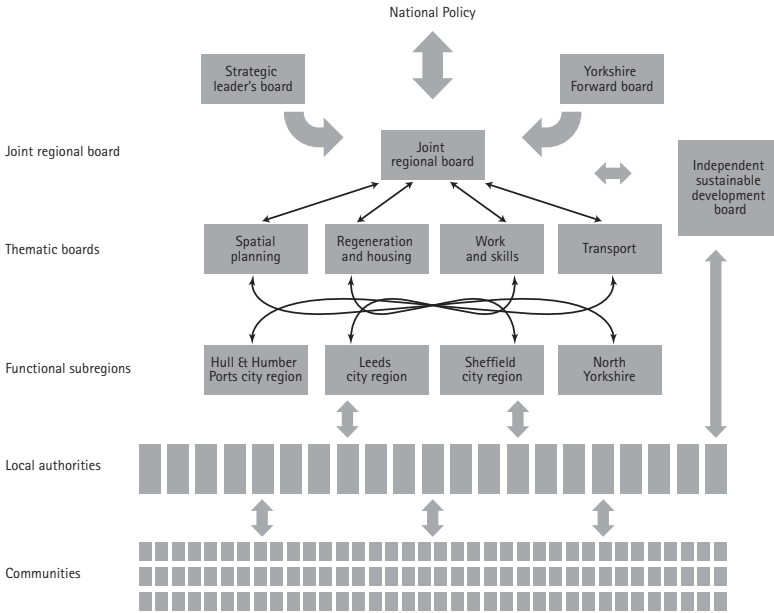 National Policy
Strategic
leader's board
Yorkshire
Forward board
Joint regional board
Joint
regional board
Independent
sustainable
development
board
Thematic boards
Spatial
planning
Regeneration
and housing
Work
and skills
Transport
Functional subregions
Hull & Humber
Ports city region
Leeds
city region
Sheffield
city region
North
Yorkshire
Local authorities
Communities